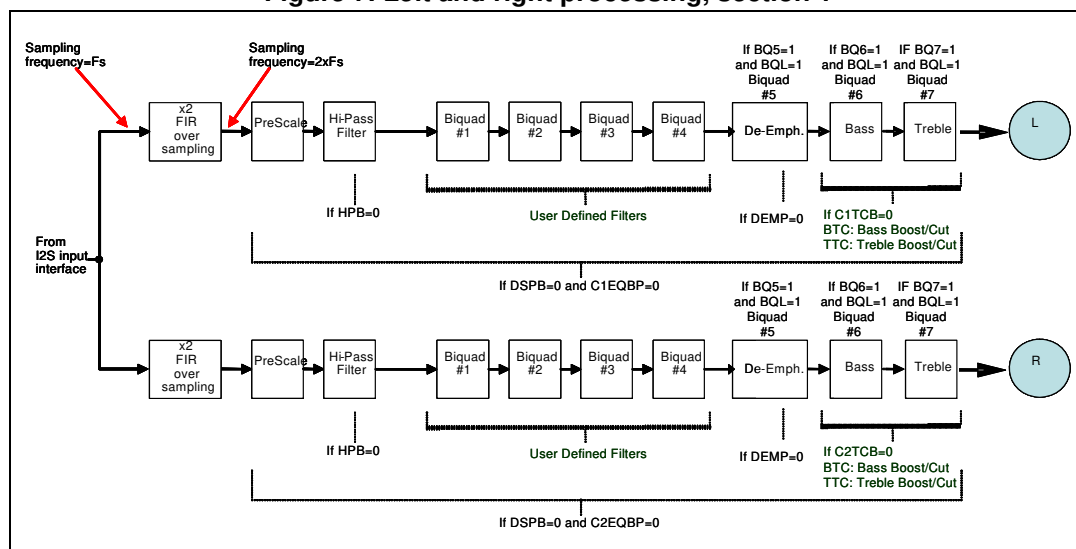 Sampling
frequency=Fs
Sampling
frequency=2xFs
If BQ5=1
and BQL=1
Biquad
#5
If BQ6=1
and BQL=1
Biquad
#6
IF BQ7=1
and BQL=1
Biquad
#7
x2
FIR
over
sampling
PreScale
Hi-Pass
Filter
Biquad
#1
Biquad
#2
Biquad
#3
Biquad
#4
De-Emph.
Bass
Treble
L
If HPB=0
User Defined Filters
If DEMP=0
If C1TCB=0
BTC: Bass Boost/Cut
TTC: Treble Boost/Cut
From
I2S input
interface
If DSPB=0 and C1EQBP=0
If BQ5=1
and BQL=1
Biquad
#5
If BQ6=1
and BQL=1
Biquad
#6
IF BQ7=1
and BQL=1
Biquad
#7
x2
FIR
over
sampling
PreScale
Hi-Pass
Filter
Biquad
#1
Biquad
#2
Biquad
#3
Biquad
#4
De-Emph.
Bass
Treble
R
If HPB=0
User Defined Filters
If DEMP=0
If C2TCB=0
BTC: Bass Boost/Cut
TTC: Treble Boost/Cut
If DSPB=0 and C2EQBP=0